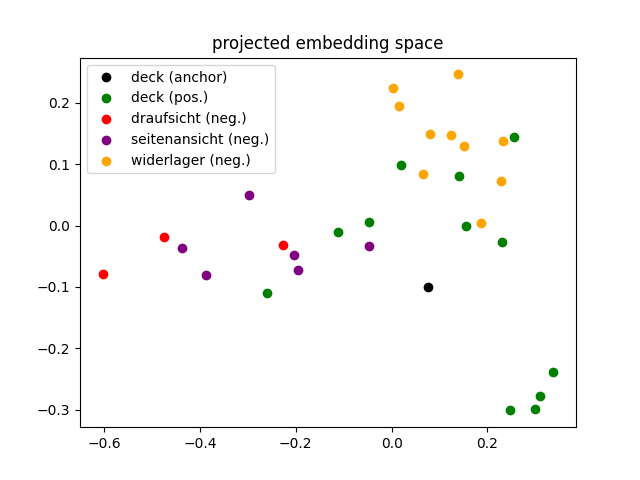 projected embedding space
deck (anchor)
deck (pos.)
draufsicht (neg.)
seitenansicht (neg.)
widerlager (neg.)
0.2
0.1
0.0
−0.1
−0.2
−0.3
−0.6
−0.4
−0.2
0.0
0.2